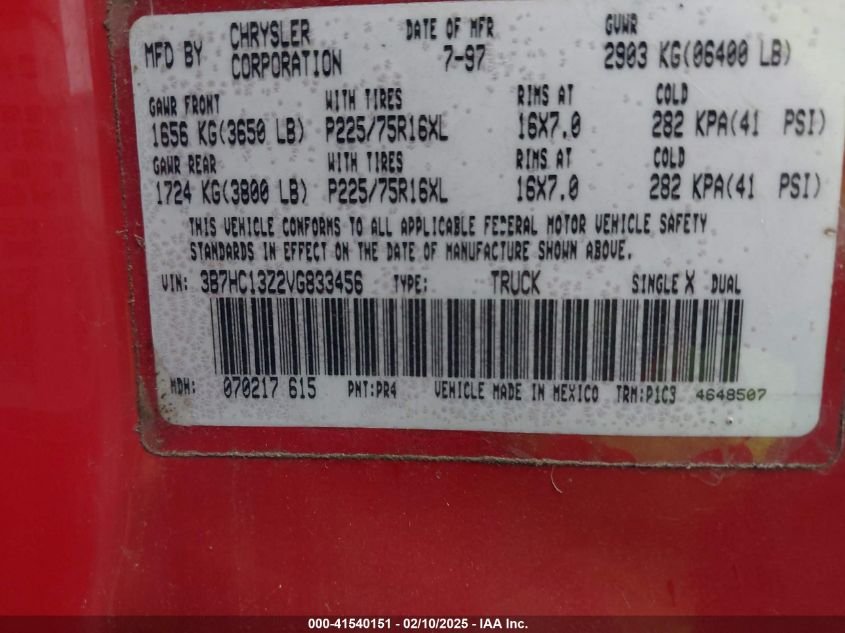 MFD BY CHRYSLER CORPORATION DATE OF MFR 7-97 GVWR 2903 KG(06400 LB)
GAWR FRONT WITH TIRES RIMS AT COLD
1656 KG(3650 LB) P225/75R16XL 16X7.0 282 KPA(41 PSI)
GAWR REAR WITH TIRES RIMS AT COLD
1724 KG(3800 LB) P225/75R16XL 16X7.0 282 KPA(41 PSI)
THIS VEHICLE CONFORMS TO ALL APPLICABLE FEDERAL MOTOR VEHICLE SAFETY
STANDARDS IN EFFECT ON THE DATE OF MANUFACTURE SHOWN ABOVE.
VIN: 3B7HC13Z2VG833456 TYPE: TRUCK SINGLE X DUAL
MDH: 070217 615 PNT:PR4 VEHICLE MADE IN MEXICO TRM:P1C3 4648507
000-41540151 - 02/10/2025 - IAA Inc.